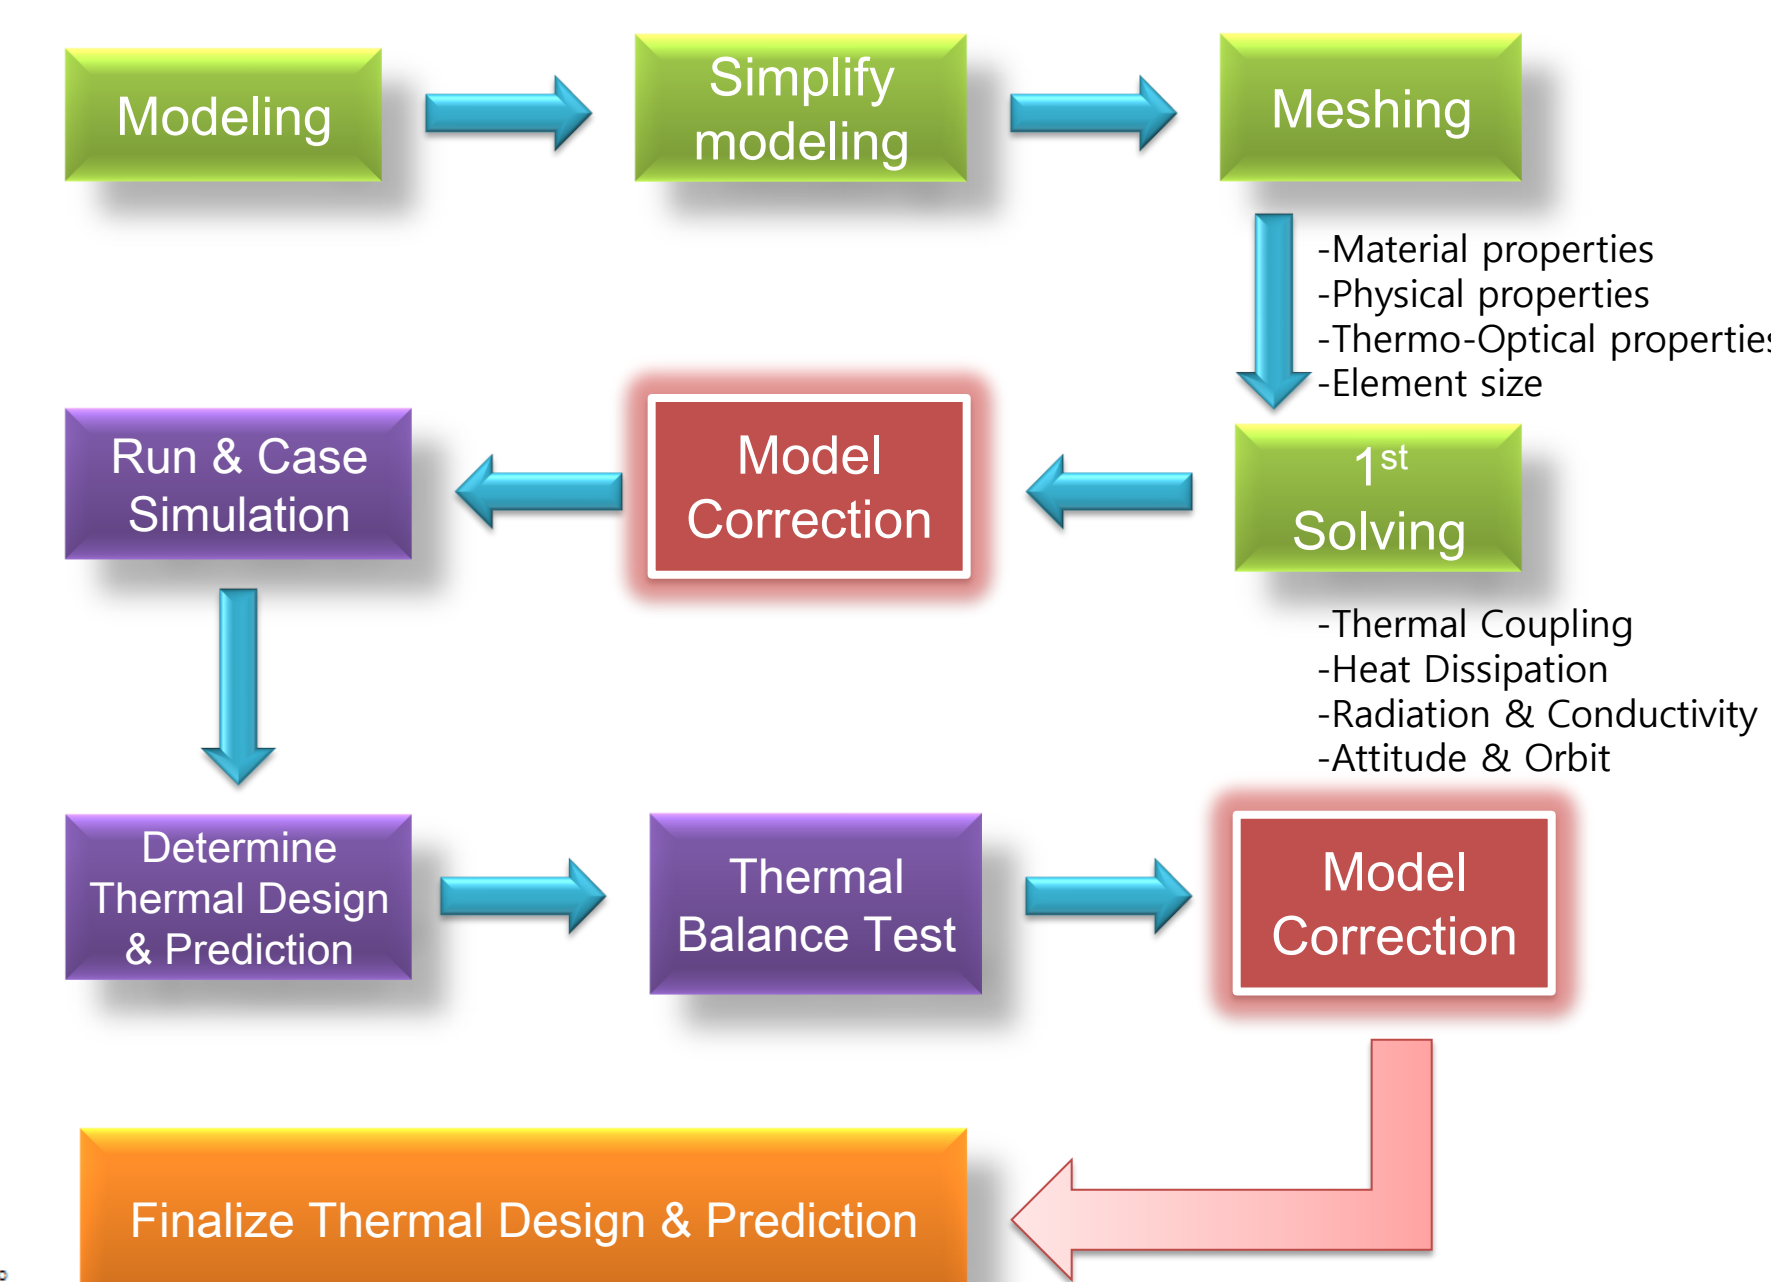 Modeling
Simplify
modeling
Meshing
-Material properties
-Physical properties
-Thermo-Optical properties
-Element size
Run & Case
Simulation
Model
Correction
1st
Solving
-Thermal Coupling
-Heat Dissipation
-Radiation & Conductivity
-Attitude & Orbit
Determine
Thermal Design
& Prediction
Thermal
Balance Test
Model
Correction
Finalize Thermal Design & Prediction